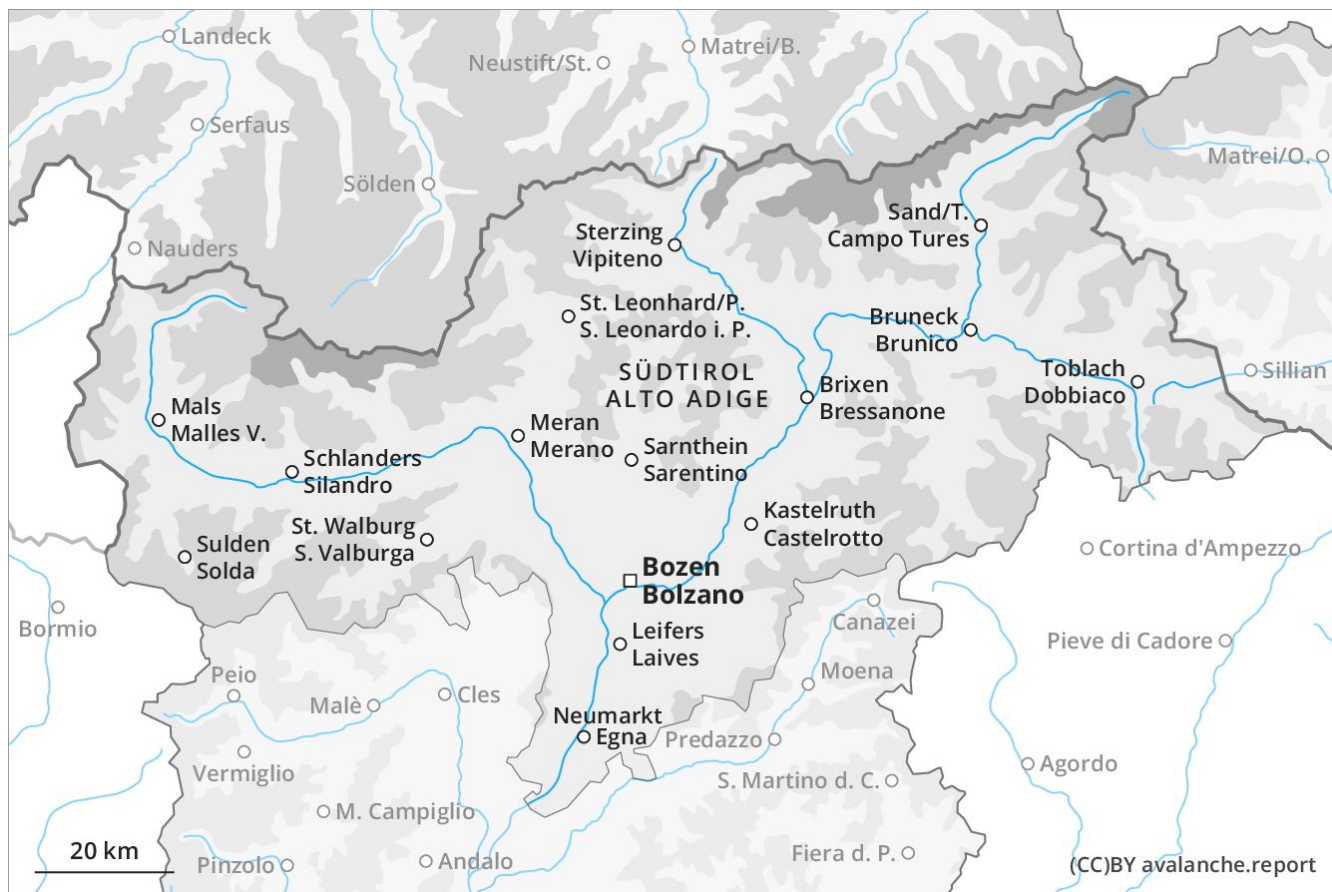 Landeck
Matrei/B.
Neustift/St.
Serfaus
Matrei/O.
Sölden
Sand/T.
Campo Tures
Sterzing
Vipiteno
Nauders
St. Leonhard/P.
S. Leonardo i. P.
Bruneck
Brunico
SÜDTIROL
ALTO ADIGE
Toblach
Dobbiaco
Sillian
Brixen
Bressanone
Mals
Malles V.
Meran
Merano
Sarnthein
Sarentino
Schlanders
Silandro
Kastelruth
Castelrotto
St. Walburg
S. Valburga
Sulden
Solda
Cortina d'Ampezzo
Bozen
Bolzano
Bormio
Canazei
Leifers
Laives
Pieve di Cadore
Peio
Moena
Malè
Cles
Neumarkt
Egna
Predazzo
Vermiglio
Agordo
S. Martino d. C.
M. Campiglio
20 km
Pinzolo
Andalo
Fiera d. P.
(CC)BY avalanche.report